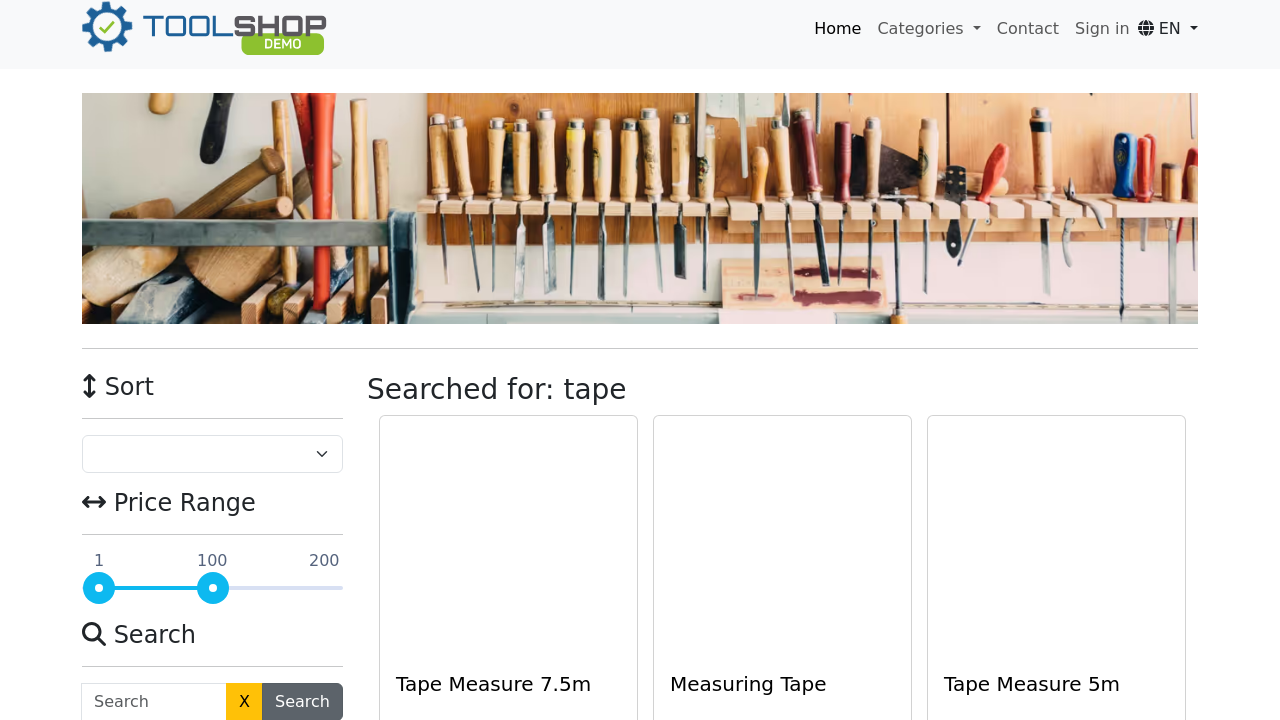 TOOLSHOP
DEMO
Home
Categories
Contact
Sign in
EN
Sort
Price Range
1
100
200
Search
Search
X
Search
Searched for: tape
Tape Measure 7.5m
Measuring Tape
Tape Measure 5m